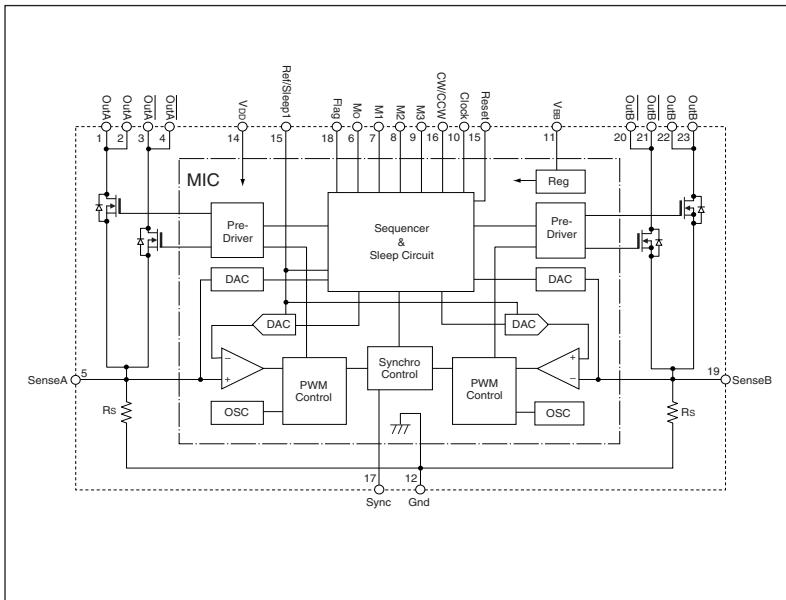 OutA
OutA
OutA
OutA
VDD
Ref/Sleep1
Flag
Mo
M1
M2
M3
CW/CCW
Clock
Reset
VBB
OutB
OutB
OutB
OutB
1
2
3
4
14
15
18
6
7
8
9
16
10
15
11
20
21
22
23
MIC
Reg
Pre-
Driver
Sequencer
&
Sleep Circuit
Pre-
Driver
DAC
DAC
DAC
DAC
−
+
+
−
SenseA
5
19
SenseB
PWM
Control
Synchro
Control
PWM
Control
RS
OSC
OSC
RS
17
12
Sync
Gnd